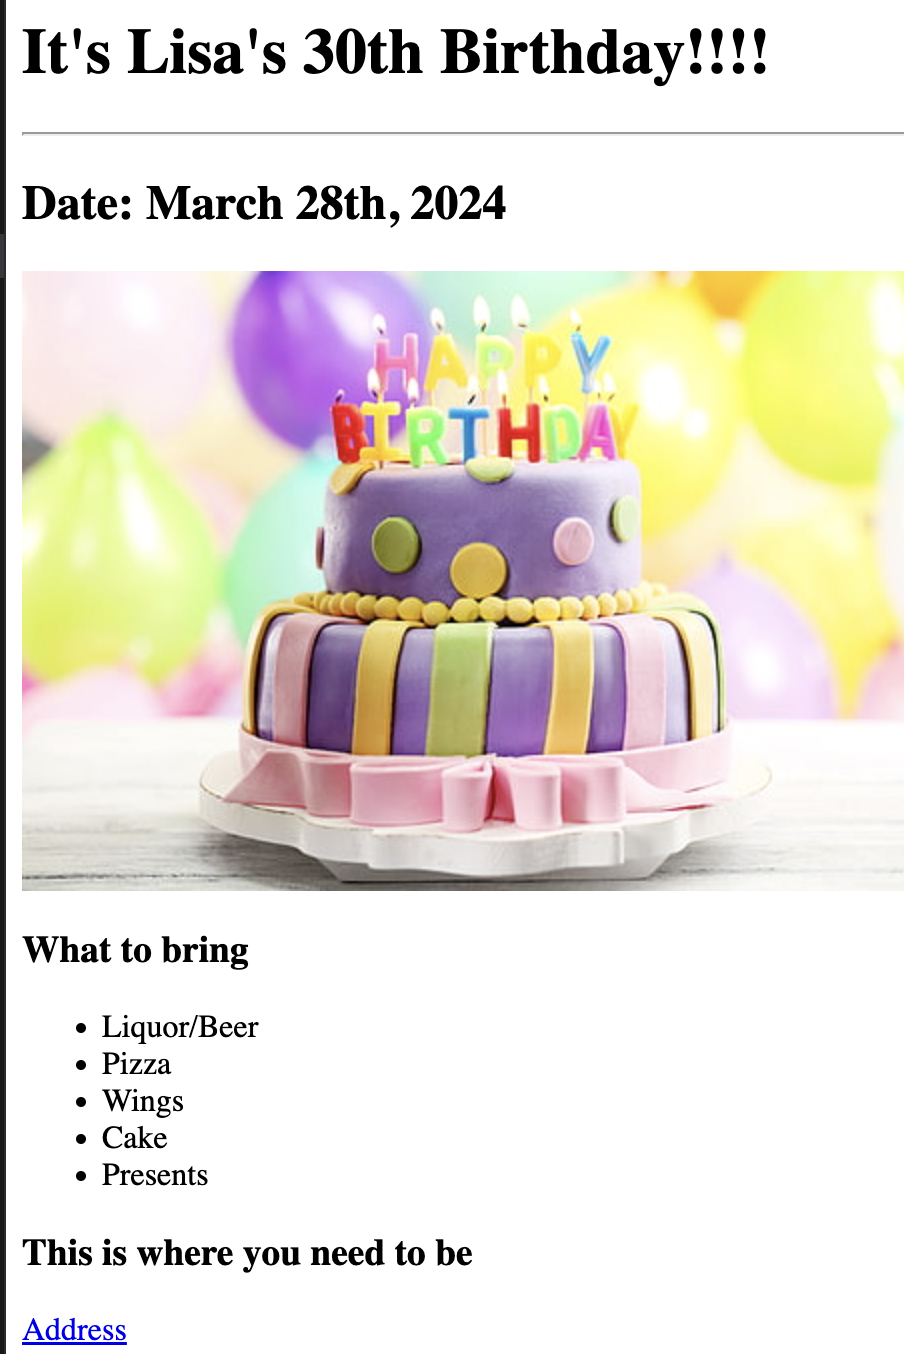 It's Lisa's 30th Birthday!!!!
Date: March 28th, 2024
HAPPY
BIRTHDAY
What to bring
Liquor/Beer
Pizza
Wings
Cake
Presents
This is where you need to be
Address